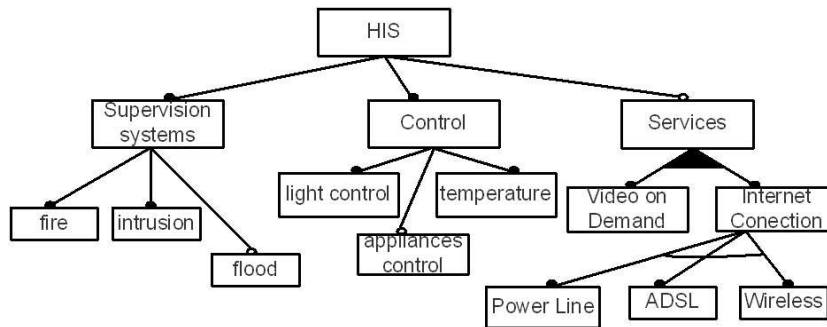 HIS
Supervision
systems
Control
Services
fire
intrusion
flood
light control
temperature
appliances
control
Video on
Demand
Internet
Conection
Power Line
ADSL
Wireless